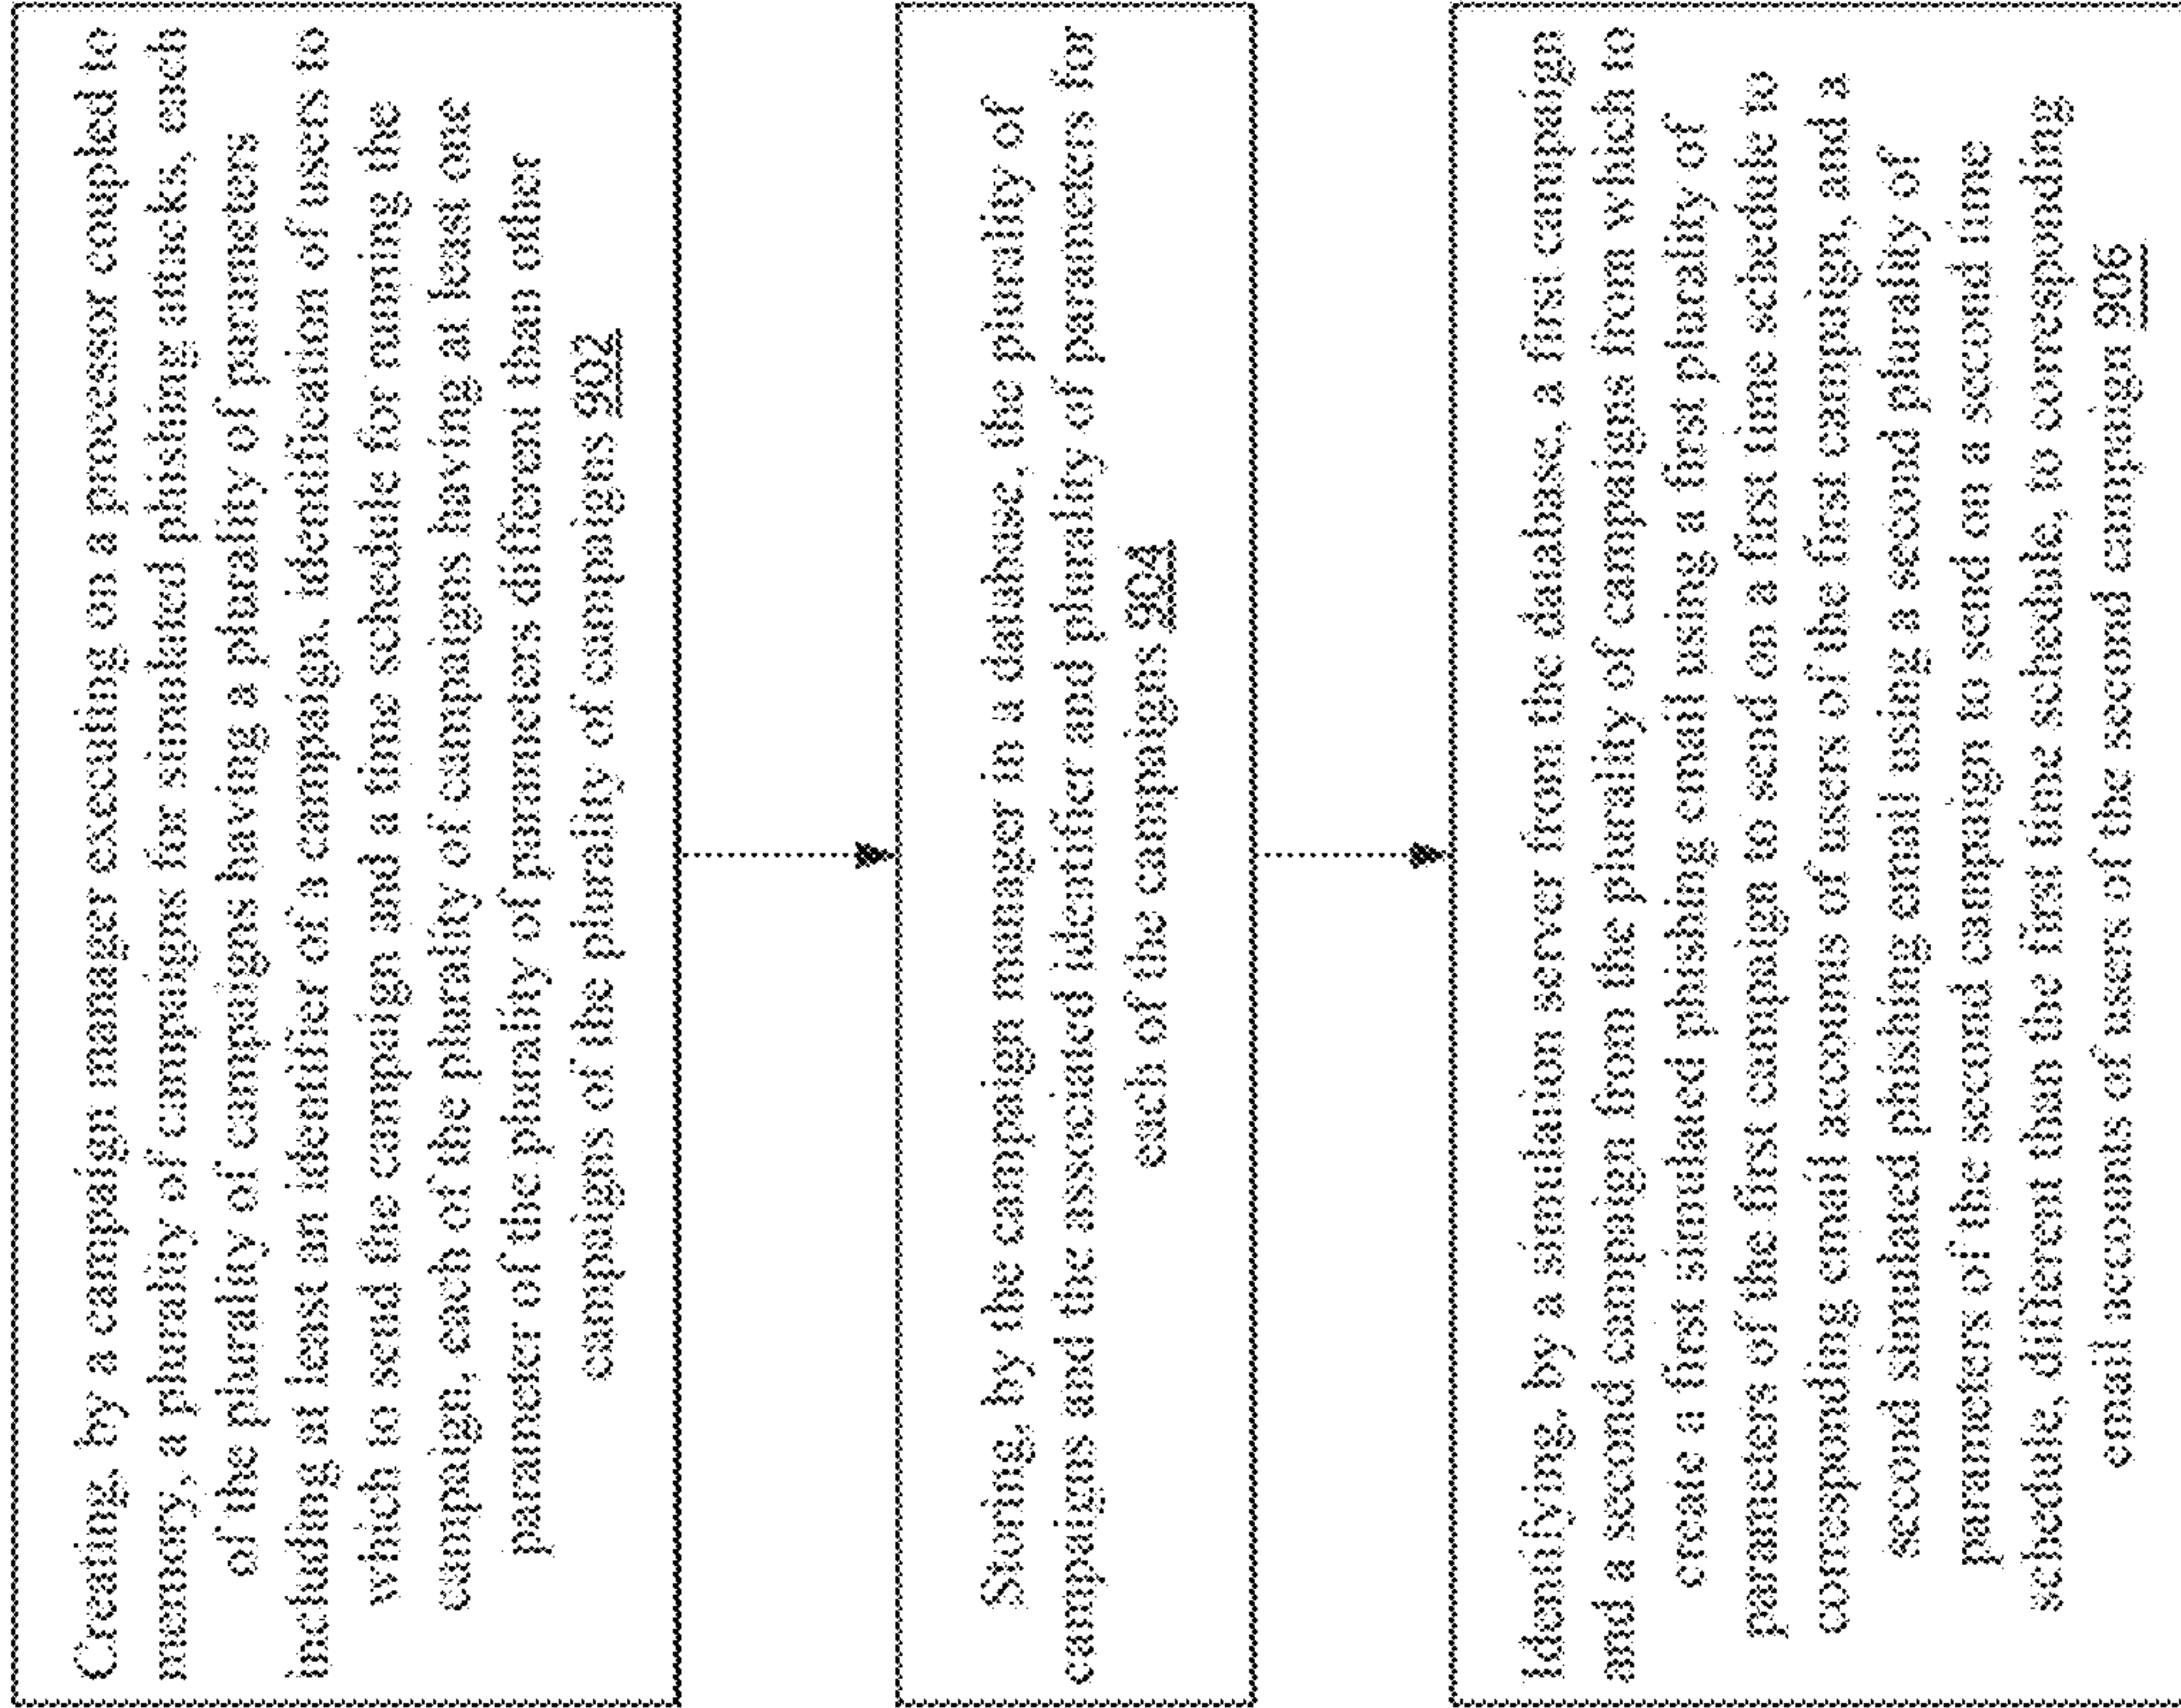 Creating, by a campaign manager executing on a processor coupled to
memory, a plurality of campaigns for simulated phishing attacks, each
of the plurality of campaigns having a plurality of parameters
including at least an identifier of a campaign, identification of users to
which to send the campaign and a time schedule for running the
campaign, each of the plurality of campaigns having at least one
parameter of the plurality of parameters different than other
campaigns of the plurality of campaigns 902
Storing, by the campaign manager in a database, the plurality of
campaigns and the associated identifier and plurality of parameters for
each of the campaigns 904
Identifying, by a simulation server from the database, a first campaign
and a second campaign from the plurality of campaigns from which to
create a first simulated phishing email using a first plurality of
parameters of the first campaign to send on a first time schedule to
corresponding email accounts of users of the first campaign, and a
second simulated phishing email using a second plurality of
parameters of the second campaign to send on a second time
schedule, different than the first time schedule, to corresponding
email accounts of users of the second campaign 906